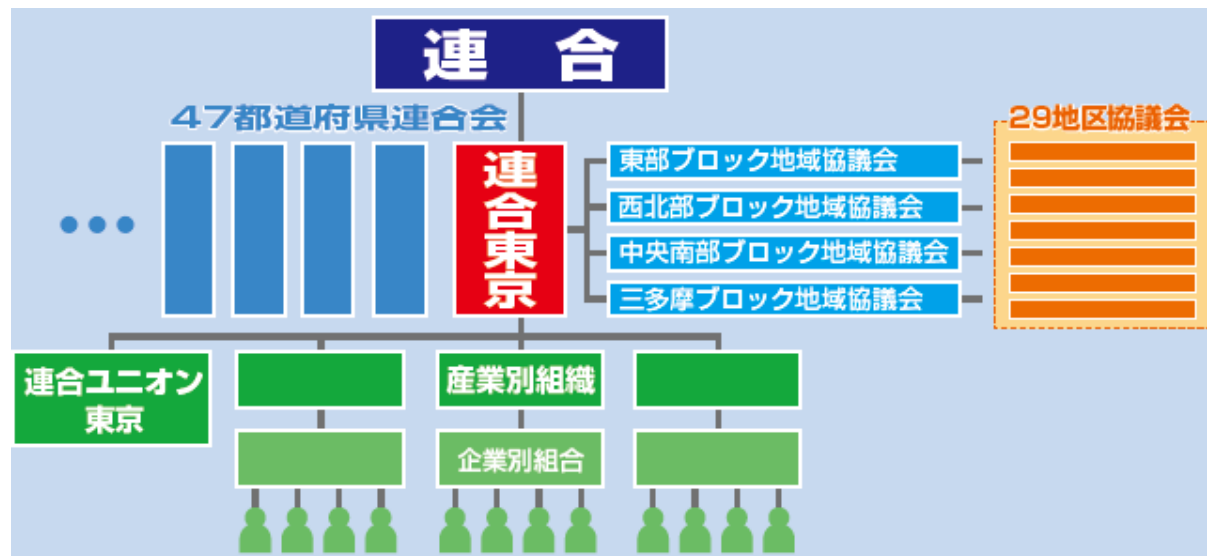 連 合
47都道府県連合会
29地区協議会
連合東京
東部ブロック地域協議会
西北部ブロック地域協議会
中央南部ブロック地域協議会
三多摩ブロック地域協議会
連合ユニオン
東京
産業別組織
企業別組合